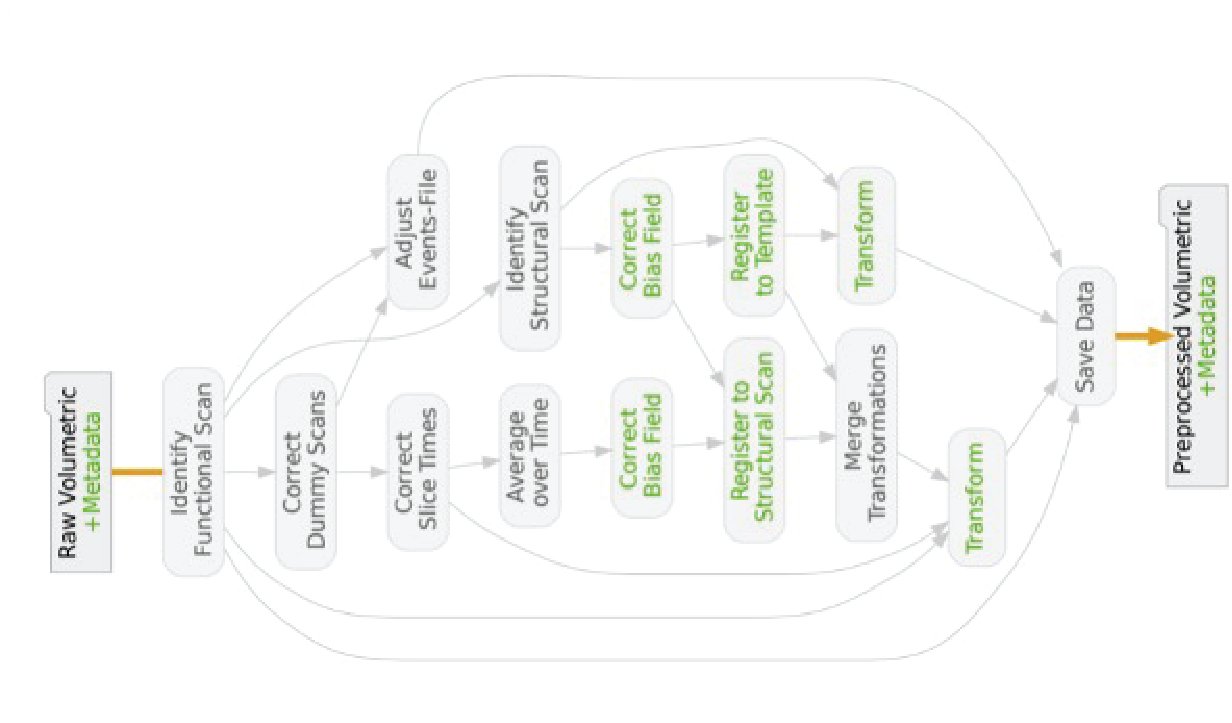 Raw Volumetric
+Metadata
Identify
Functional Scan
Correct
Dummy Scans
Adjust
Events-File
Correct
Slice Times
Identify
Structural Scan
Average
over Time
Correct
Bias Field
Correct
Bias Field
Register
to Template
Register to
Structural Scan
Transform
Merge
Transformations
Transform
Save Data
Preprocessed Volumetric
+Metadata